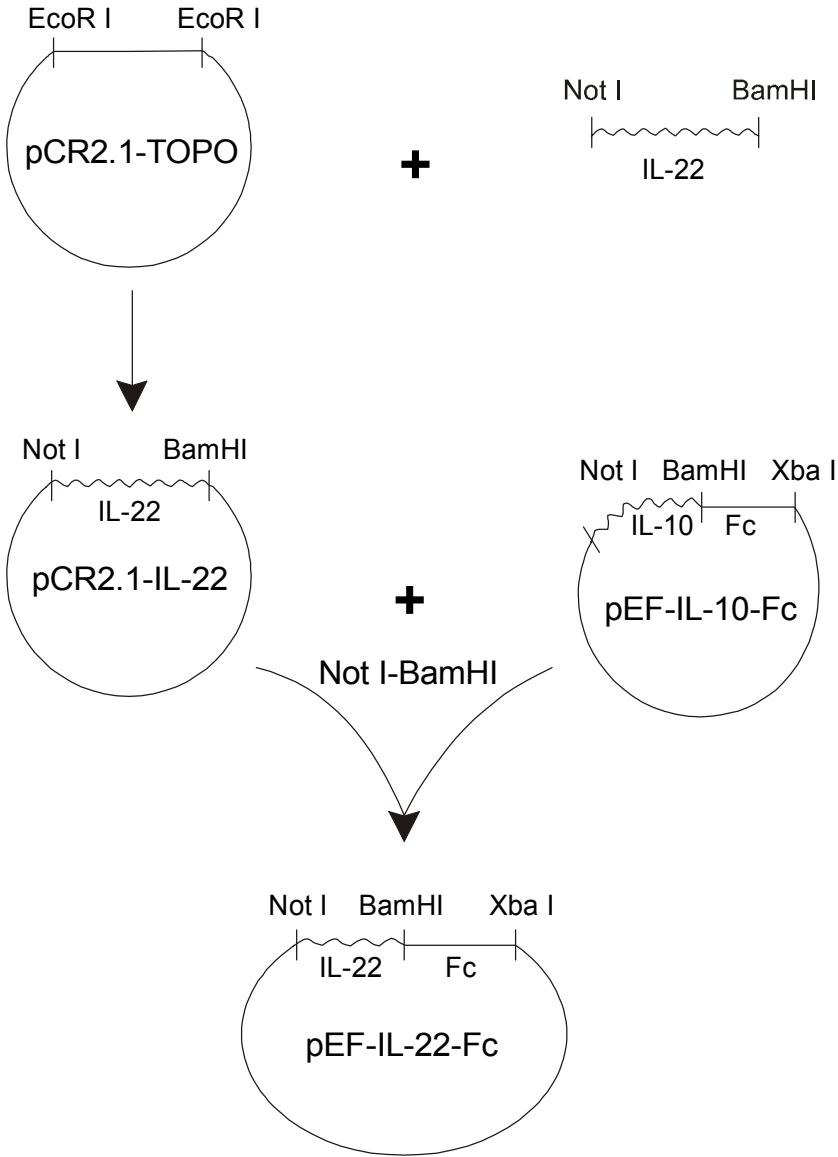 EcoR I EcoR I
Not I BamHI
pCR2.1-TOPO
+
IL-22
Not I BamHI
Not I BamHI Xba I
IL-22
IL-10 Fc
pCR2.1-IL-22
+
pEF-IL-10-Fc
Not I-BamHI
Not I BamHI Xba I
IL-22 Fc
pEF-IL-22-Fc